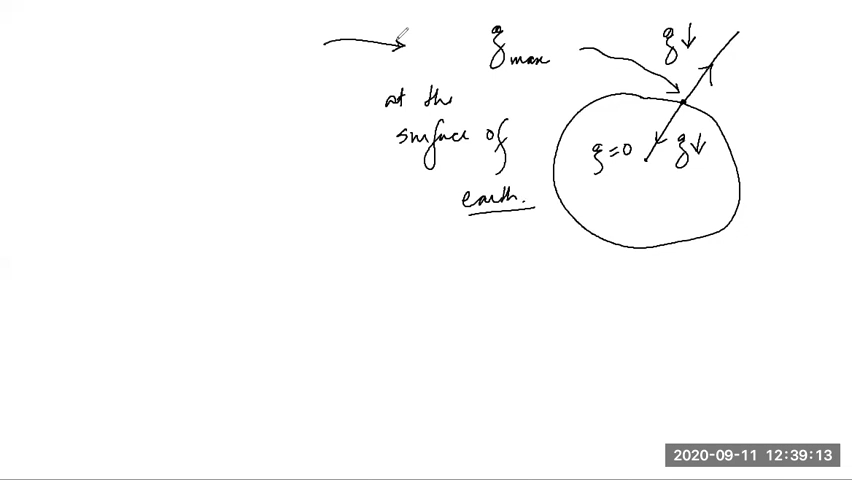 g max
g↓
at the
surface of
g=0
g↓
earth.
2020-09-11 12:39:13